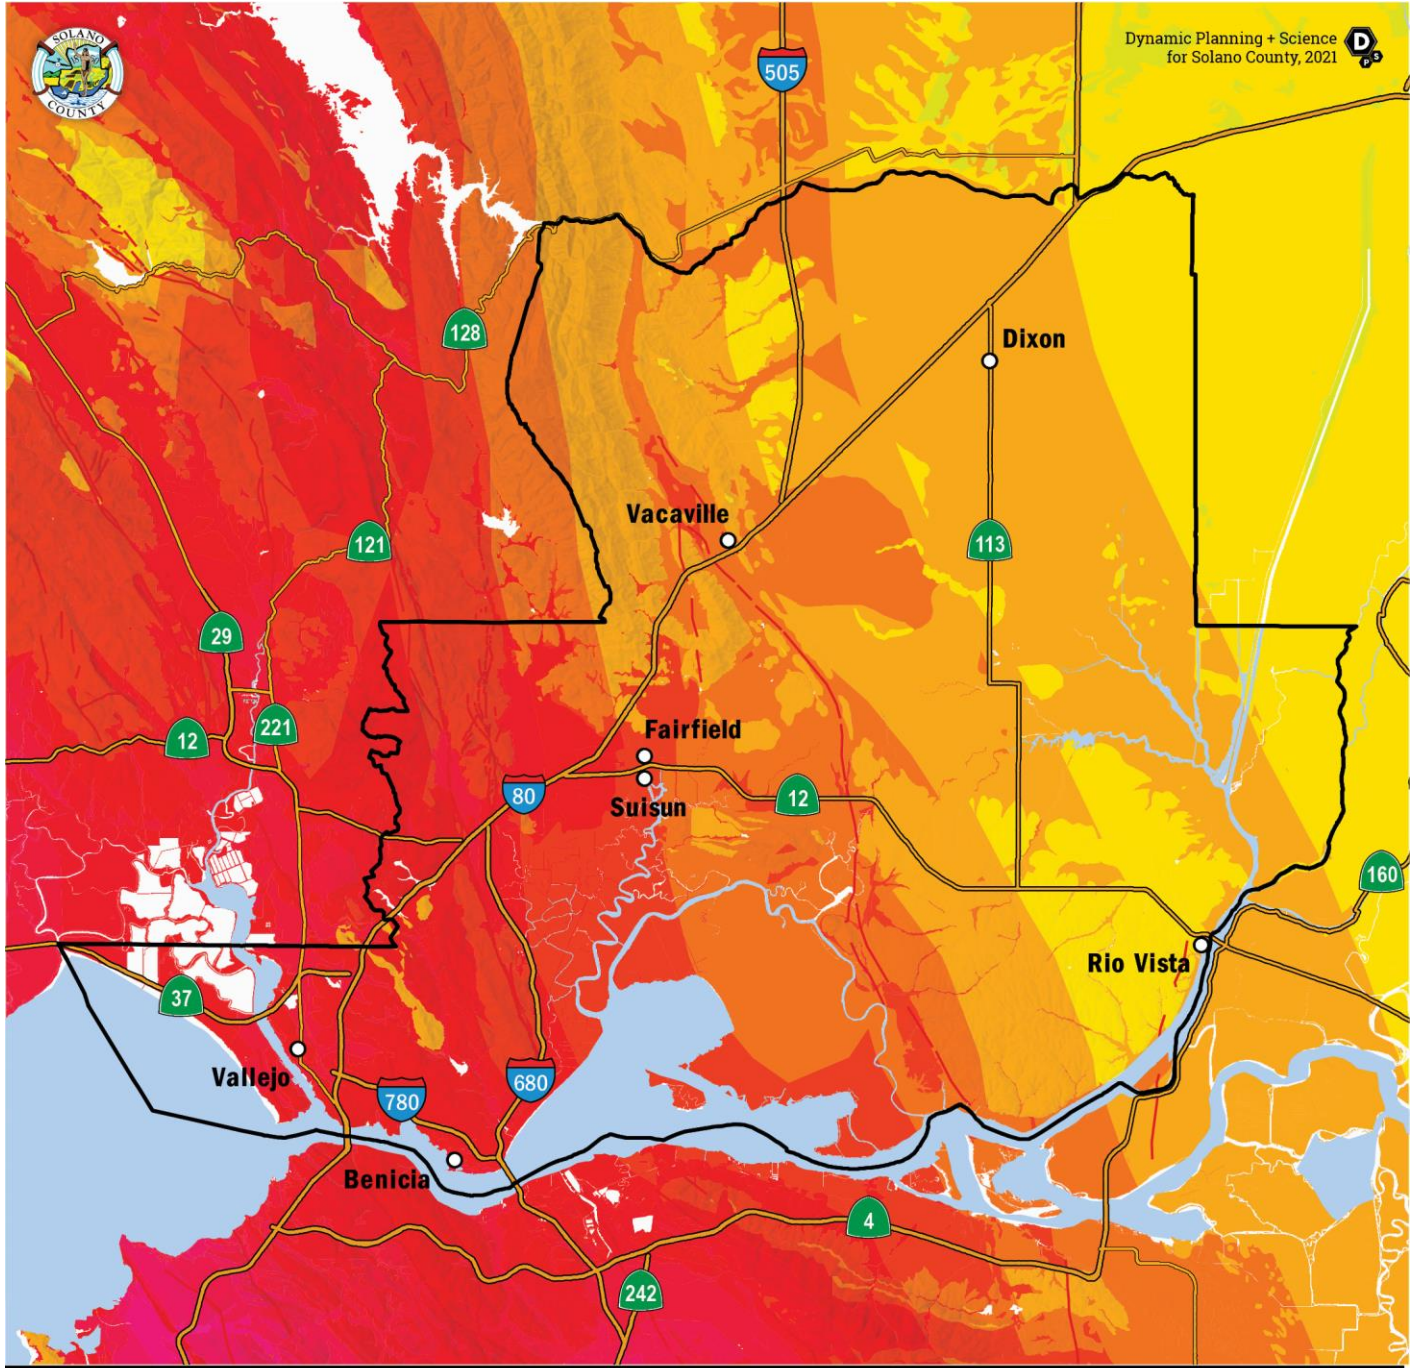 SOLANO
COUNTY
Dynamic Planning + Science
for Solano County, 2021
D
P S
505
128
Dixon
Vacaville
121
113
29
12
221
Fairfield
80
Suisun
12
160
Rio Vista
37
Vallejo
680
780
Benicia
4
242